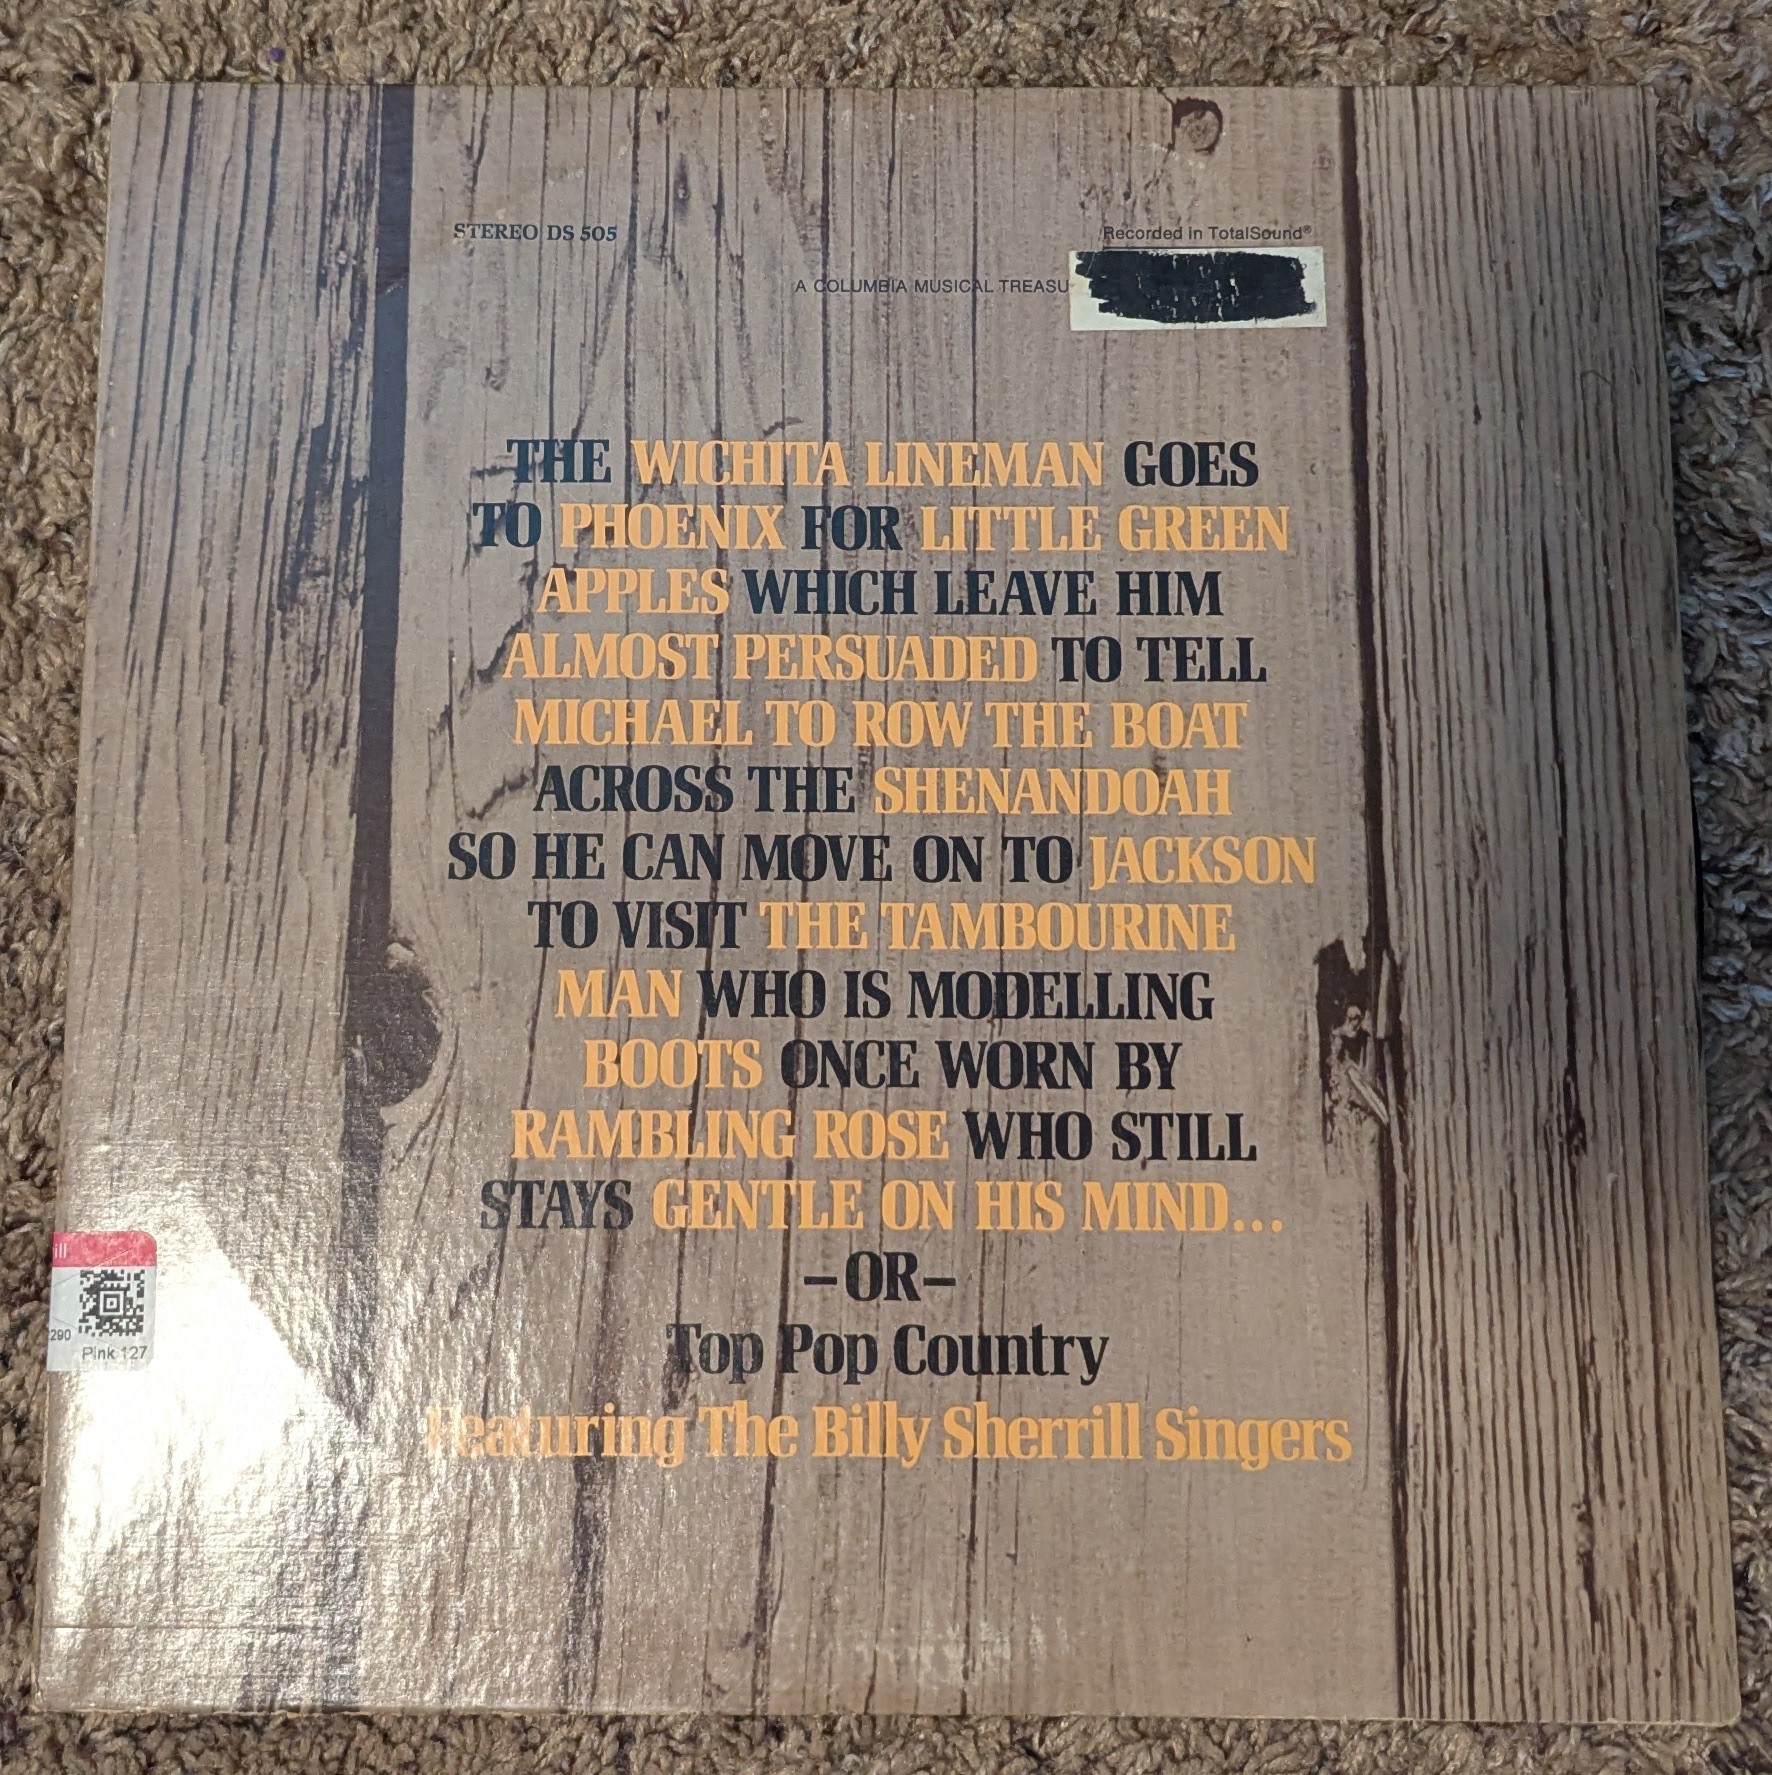 STEREO DS 505
Recorded in TotalSound®
A COLUMBIA MUSICAL TREASU
THE WICHITA LINEMAN GOES
TO PHOENIX FOR LITTLE GREEN
APPLES WHICH LEAVE HIM
ALMOST PERSUADED TO TELL
MICHAEL TO ROW THE BOAT
ACROSS THE SHENANDOAH
SO HE CAN MOVE ON TO JACKSON
TO VISIT THE TAMBOURINE
MAN WHO IS MODELLING
BOOTS ONCE WORN BY
RAMBLING ROSE WHO STILL
STAYS GENTLE ON HIS MIND...
–OR–
Top Pop Country
Featuring The Billy Sherrill Singers
ill
290
Pink 127